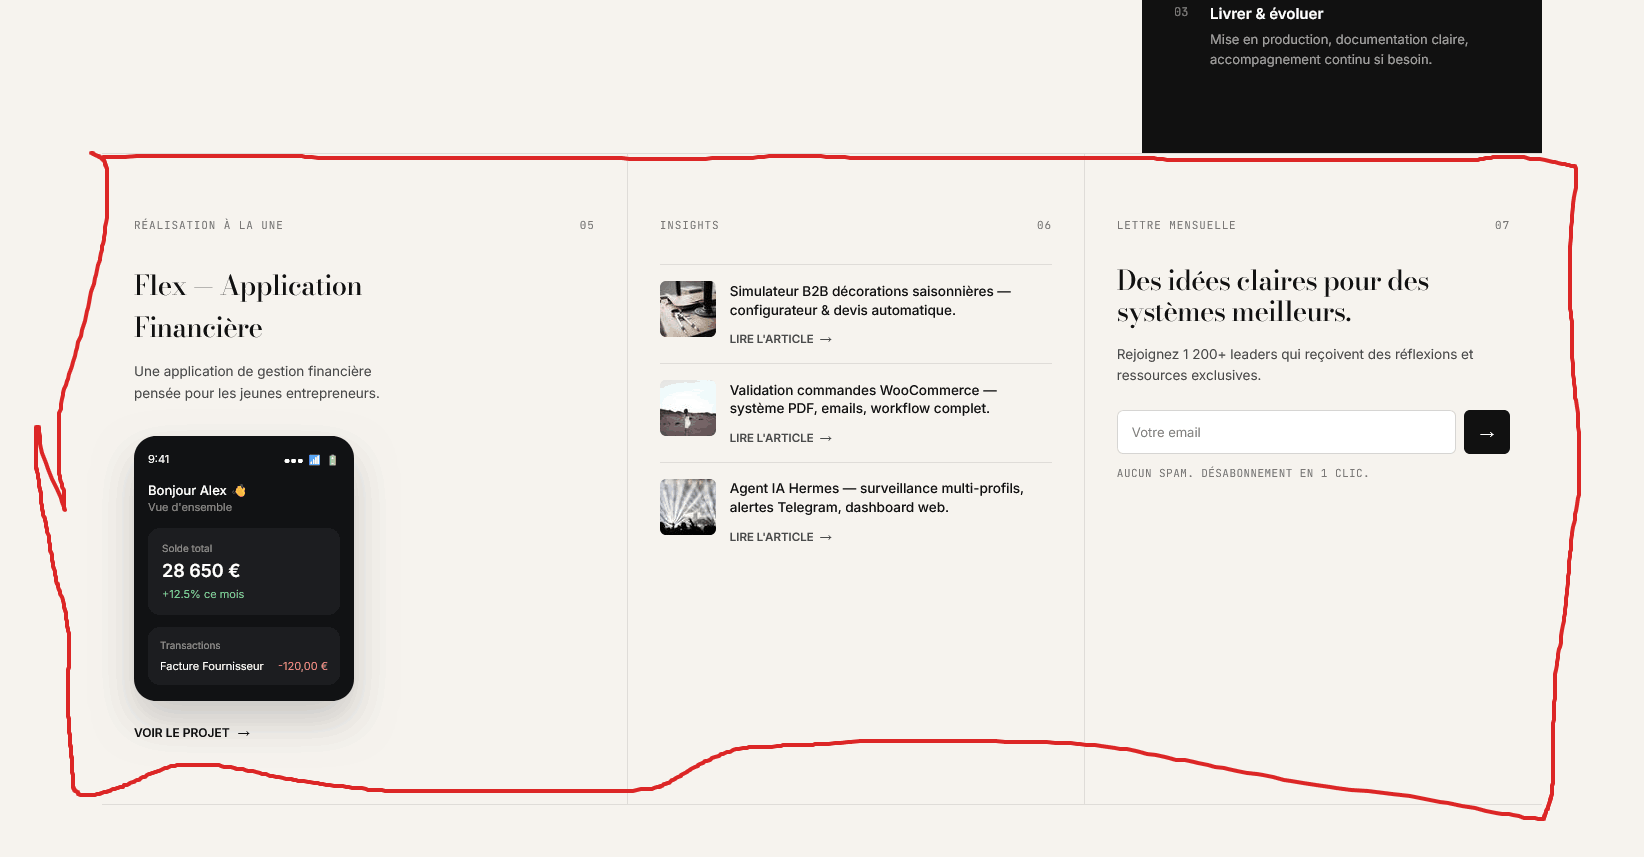 03
Livrer & évoluer
Mise en production, documentation claire,
accompagnement continu si besoin.
RÉALISATION À LA UNE
05
Flex — Application
Financière
Une application de gestion financière
pensée pour les jeunes entrepreneurs.
9:41
Bonjour Alex 👋
Vue d'ensemble
Solde total
28 650 €
+12.5% ce mois
Transactions
Facture Fournisseur -120,00 €
VOIR LE PROJET →
INSIGHTS
06
Simulateur B2B décorations saisonnières —
configurateur & devis automatique.
LIRE L'ARTICLE →
Validation commandes WooCommerce —
système PDF, emails, workflow complet.
LIRE L'ARTICLE →
Agent IA Hermes — surveillance multi-profils,
alertes Telegram, dashboard web.
LIRE L'ARTICLE →
LETTRE MENSUELLE
07
Des idées claires pour des
systèmes meilleurs.
Rejoignez 1 200+ leaders qui reçoivent des réflexions et
ressources exclusives.
Votre email
→
AUCUN SPAM. DÉSABONNEMENT EN 1 CLIC.